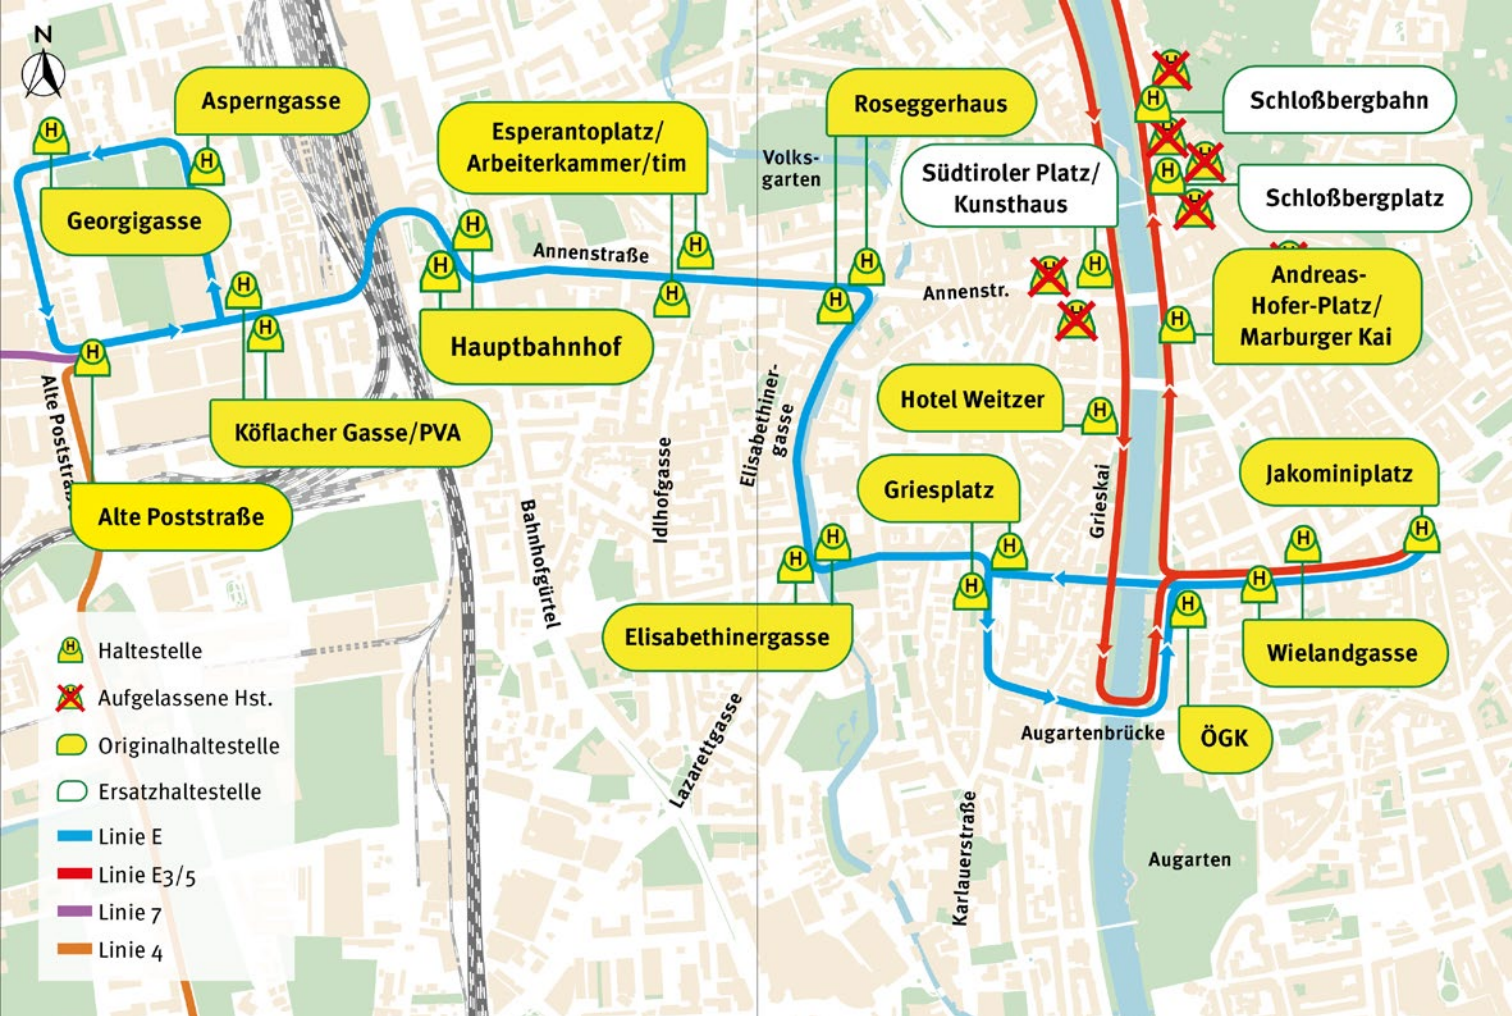 N
Asperngasse
Georgigasse
Esperantoplatz/
Arbeiterkammer/tim
Roseggerhaus
Volks-
garten
Südtiroler Platz/
Kunsthaus
Schloßbergbahn
Schloßbergplatz
Andreas-
Hofer-Platz/
Marburger Kai
Annenstraße
Annenstr.
Hauptbahnhof
Köflacher Gasse/PVA
Alte Poststraße
Alte Poststraße
Hotel Weitzer
Elisabethiner-
gasse
Idlhofgasse
Bahnhofgürtel
Griesplatz
Grieskai
Jakominiplatz
Elisabethinergasse
Wielandgasse
ÖGK
Augartenbrücke
Lazarettgasse
Karlauerstraße
Augarten
H Haltestelle
H Aufgelassene Hst.
Originalhaltestelle
Ersatzhaltestelle
Linie E
Linie E3/5
Linie 7
Linie 4